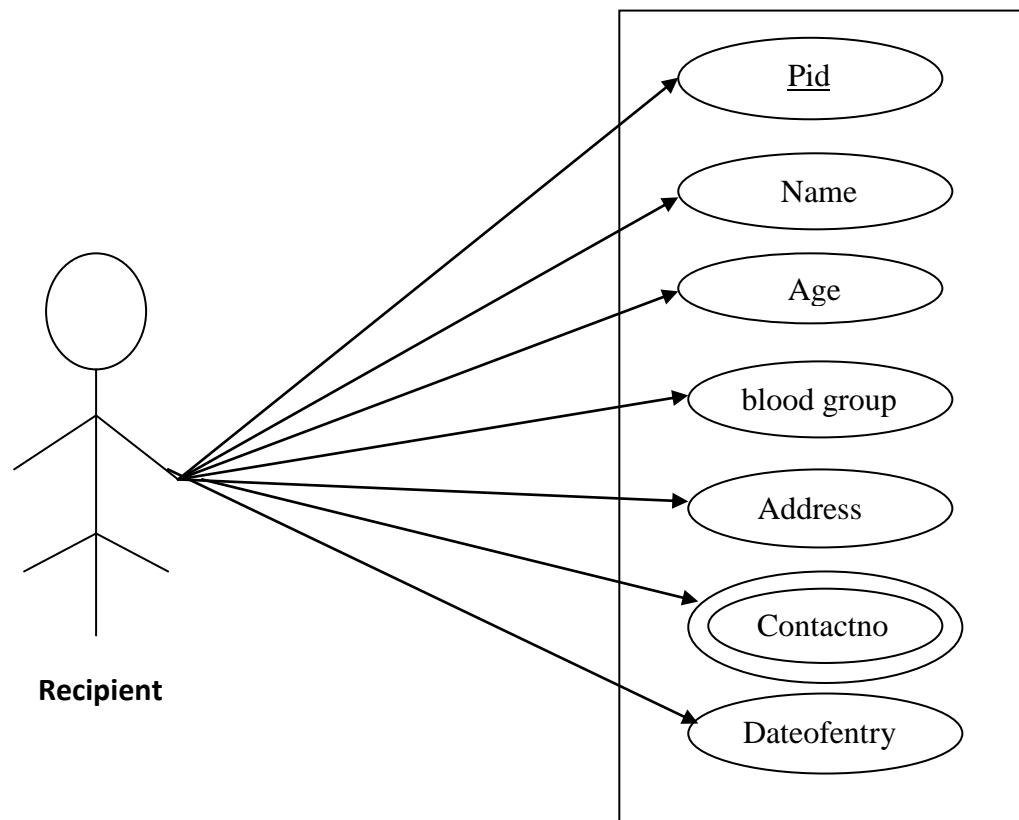 Pid
Name
Age
blood group
Address
Contactno
Recipient
Dateofentry